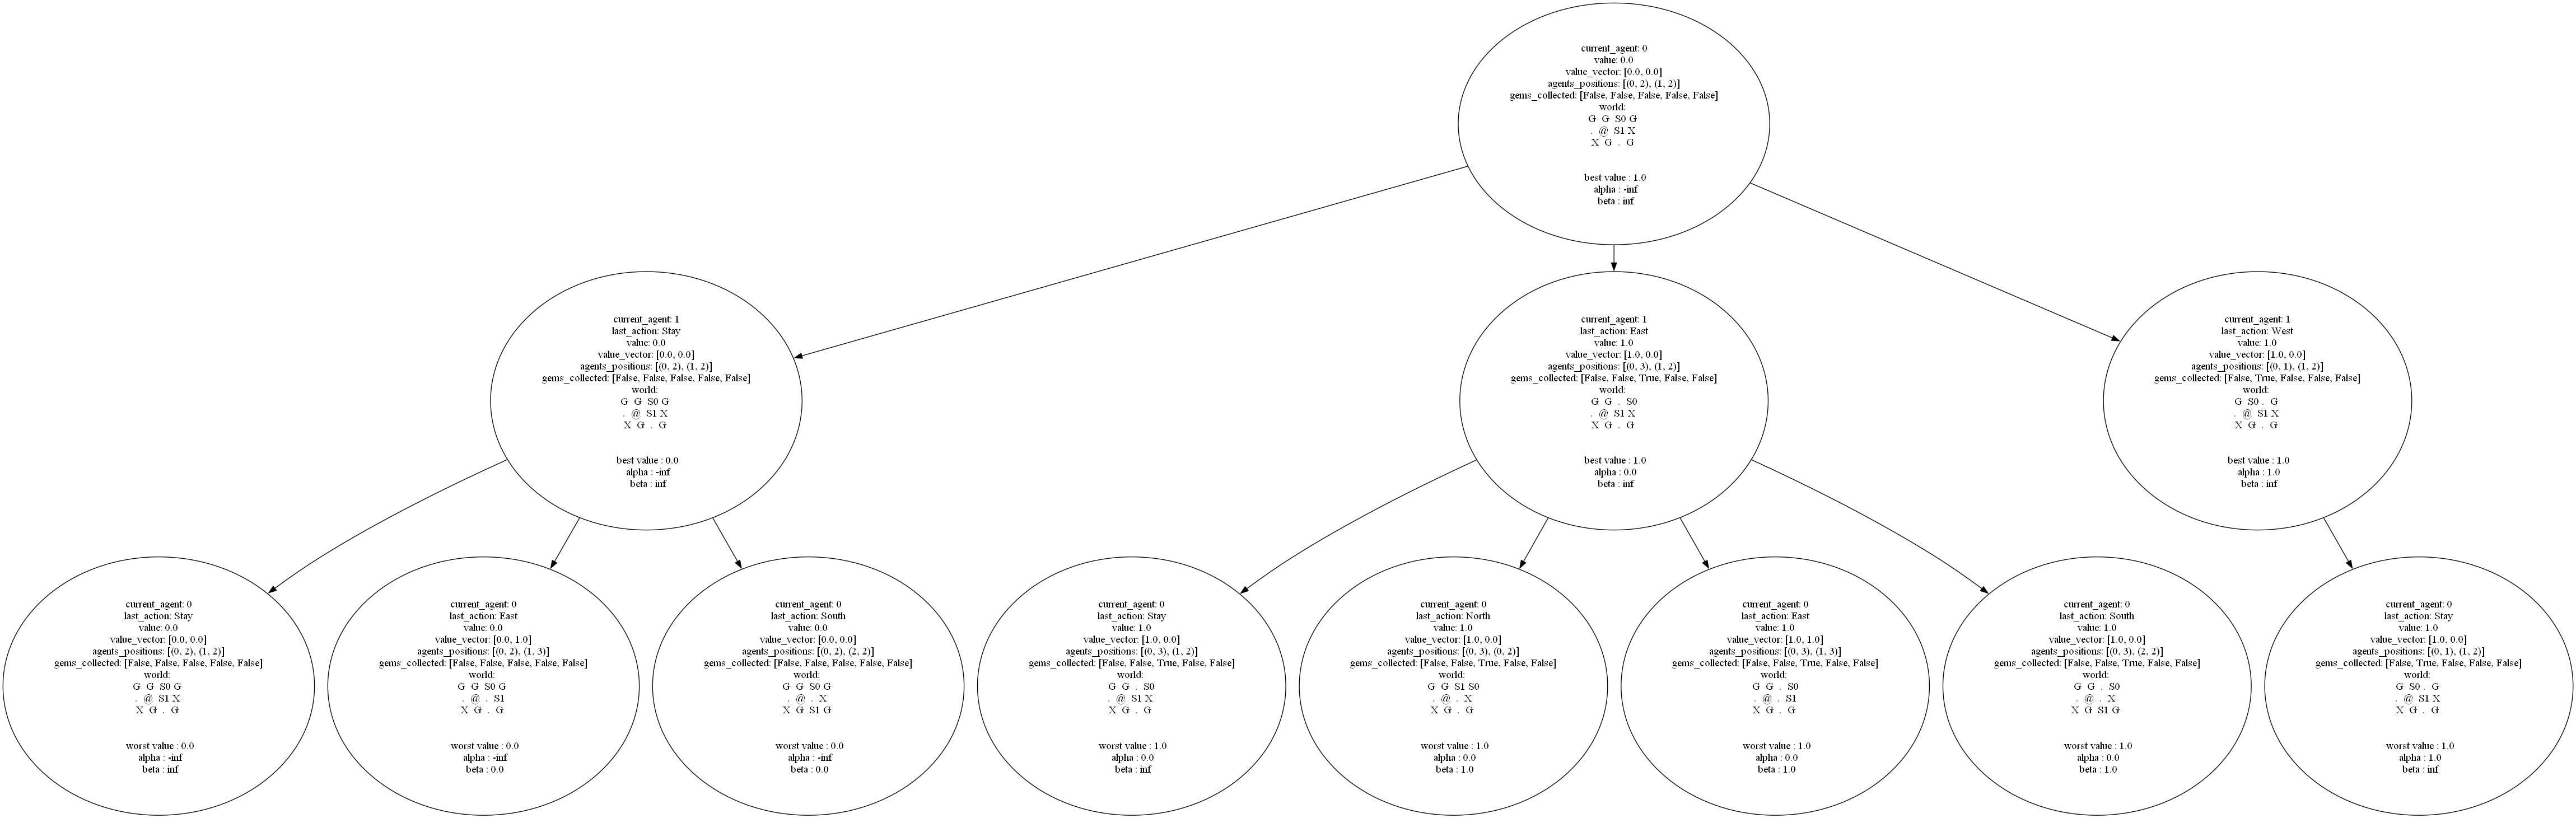 current_agent: 0
value: 0.0
value_vector: [0.0, 0.0]
agents_positions: [(0, 2), (1, 2)]
gems_collected: [False, False, False, False, False]
world:
G G S0 G
. @ S1 X
X G . G
best value : 1.0
alpha : -inf
beta : inf
current_agent: 1
last_action: Stay
value: 0.0
value_vector: [0.0, 0.0]
agents_positions: [(0, 2), (1, 2)]
gems_collected: [False, False, False, False, False]
world:
G G S0 G
. @ S1 X
X G . G
best value : 0.0
alpha : -inf
beta : inf
current_agent: 1
last_action: East
value: 1.0
value_vector: [1.0, 0.0]
agents_positions: [(0, 3), (1, 2)]
gems_collected: [False, False, True, False, False]
world:
G G . S0
. @ S1 X
X G . G
best value : 1.0
alpha : 0.0
beta : inf
current_agent: 1
last_action: West
value: 1.0
value_vector: [1.0, 0.0]
agents_positions: [(0, 1), (1, 2)]
gems_collected: [False, True, False, False, False]
world:
G S0 . G
. @ S1 X
X G . G
best value : 1.0
alpha : 1.0
beta : inf
current_agent: 0
last_action: Stay
value: 0.0
value_vector: [0.0, 0.0]
agents_positions: [(0, 2), (1, 2)]
gems_collected: [False, False, False, False, False]
world:
G G S0 G
. @ S1 X
X G . G
worst value : 0.0
alpha : -inf
beta : inf
current_agent: 0
last_action: East
value: 0.0
value_vector: [0.0, 1.0]
agents_positions: [(0, 2), (1, 3)]
gems_collected: [False, False, False, False, False]
world:
G G S0 G
. @ . S1
X G . G
worst value : 0.0
alpha : -inf
beta : 0.0
current_agent: 0
last_action: South
value: 0.0
value_vector: [0.0, 0.0]
agents_positions: [(0, 2), (2, 2)]
gems_collected: [False, False, False, False, False]
world:
G G S0 G
. @ . X
X G S1 G
worst value : 0.0
alpha : -inf
beta : 0.0
current_agent: 0
last_action: Stay
value: 1.0
value_vector: [1.0, 0.0]
agents_positions: [(0, 3), (1, 2)]
gems_collected: [False, False, True, False, False]
world:
G G . S0
. @ S1 X
X G . G
worst value : 1.0
alpha : 0.0
beta : inf
current_agent: 0
last_action: North
value: 1.0
value_vector: [1.0, 0.0]
agents_positions: [(0, 3), (0, 2)]
gems_collected: [False, False, True, False, False]
world:
G G S1 S0
. @ . X
X G . G
worst value : 1.0
alpha : 0.0
beta : 1.0
current_agent: 0
last_action: East
value: 1.0
value_vector: [1.0, 1.0]
agents_positions: [(0, 3), (1, 3)]
gems_collected: [False, False, True, False, False]
world:
G G . S0
. @ . S1
X G . G
worst value : 1.0
alpha : 0.0
beta : 1.0
current_agent: 0
last_action: South
value: 1.0
value_vector: [1.0, 0.0]
agents_positions: [(0, 3), (2, 2)]
gems_collected: [False, False, True, False, False]
world:
G G . S0
. @ . X
X G S1 G
worst value : 1.0
alpha : 0.0
beta : 1.0
current_agent: 0
last_action: Stay
value: 1.0
value_vector: [1.0, 0.0]
agents_positions: [(0, 1), (1, 2)]
gems_collected: [False, True, False, False, False]
world:
G S0 . G
. @ S1 X
X G . G
worst value : 1.0
alpha : 1.0
beta : inf